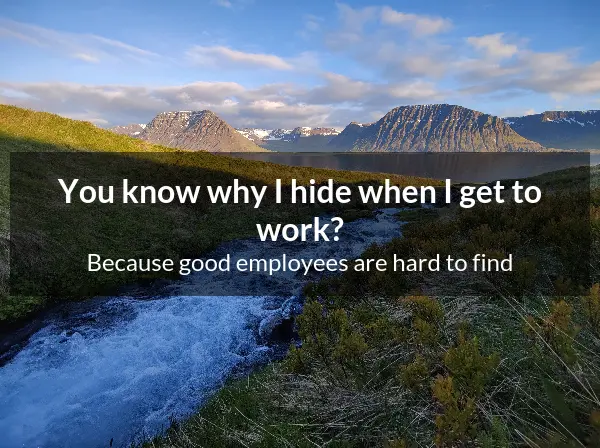 You know why I hide when I get to
work?
Because good employees are hard to find